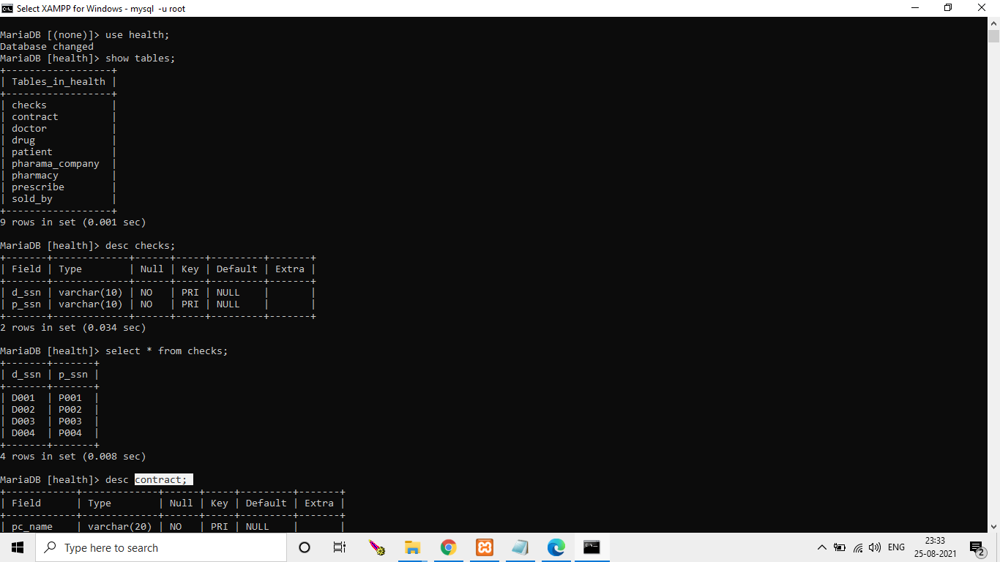 Select XAMPP for Windows - mysql  -u root
MariaDB [(none)]> use health;
Database changed
MariaDB [health]> show tables;
+------------------+
| Tables_in_health |
+------------------+
| checks           |
| contract         |
| doctor           |
| drug             |
| patient          |
| pharama_company  |
| pharmacy         |
| prescribe        |
| sold_by          |
+------------------+
9 rows in set (0.001 sec)
MariaDB [health]> desc checks;
+-------+-------------+------+-----+---------+-------+
| Field | Type        | Null | Key | Default | Extra |
+-------+-------------+------+-----+---------+-------+
| d_ssn | varchar(10) | NO   | PRI | NULL    |       |
| p_ssn | varchar(10) | NO   | PRI | NULL    |       |
+-------+-------------+------+-----+---------+-------+
2 rows in set (0.034 sec)
MariaDB [health]> select * from checks;
+-------+-------+
| d_ssn | p_ssn |
+-------+-------+
| D001  | P001  |
| D002  | P002  |
| D003  | P003  |
| D004  | P004  |
+-------+-------+
4 rows in set (0.008 sec)
MariaDB [health]> desc contract;
+------------+-------------+------+-----+---------+-------+
| Field      | Type        | Null | Key | Default | Extra |
+------------+-------------+------+-----+---------+-------+
| pc_name    | varchar(20) | NO   | PRI | NULL    |       |
Type here to search
ENG
23:33
25-08-2021
2